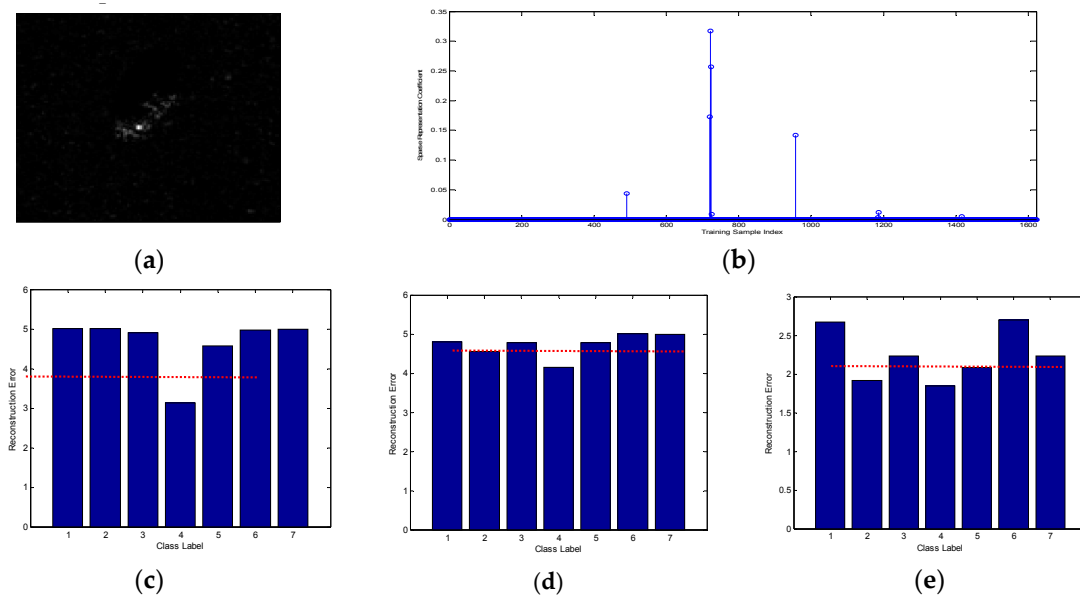 0.35
0.3
0.25
0.2
0.15
0.1
0.05
0
Sparse Representation Coefficient
0 200 400 600 800 1000 1200 1400 1600
Training Sample Index
(a)
(b)
6
5
4
3
2
1
0
Reconstruction Error
1 2 3 4 5 6 7
Class Label
(c)
6
5
4
3
2
1
0
Reconstruction Error
1 2 3 4 5 6 7
Class Label
(d)
3
2.5
2
1.5
1
0.5
0
Reconstruction Error
1 2 3 4 5 6 7
Class Label
(e)